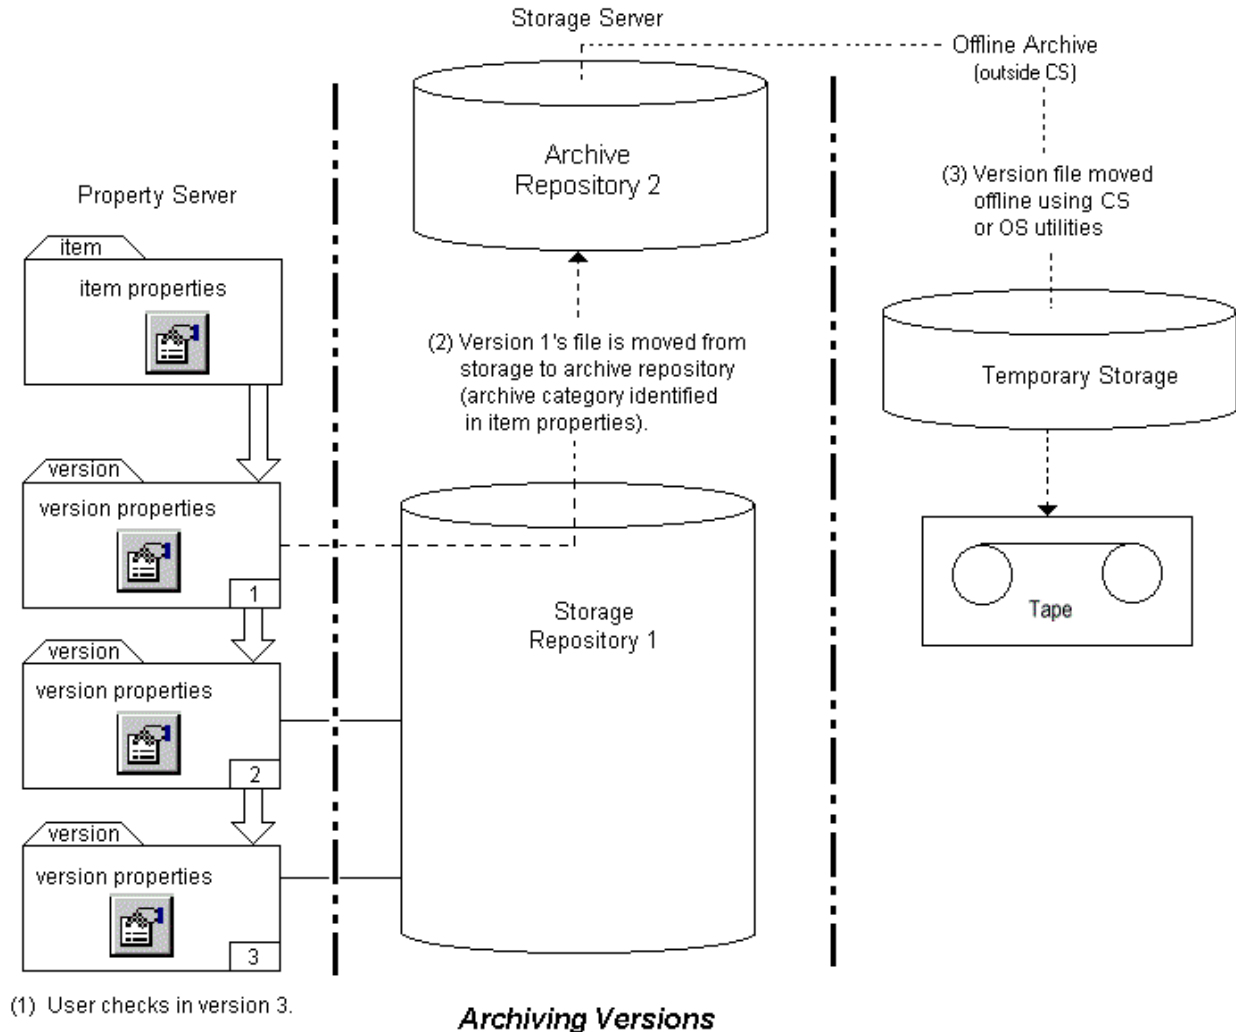 Storage Server
Offline Archive
(outside CS)
Archive
Repository 2
(3) Version file moved
offline using CS
or OS utilities
Property Server
item
item properties
(2) Version 1's file is moved from
storage to archive repository
(archive category identified
in item properties).
Temporary Storage
version
version properties
1
Storage
Repository 1
Tape
version
version properties
2
version
version properties
3
(1) User checks in version 3.
Archiving Versions